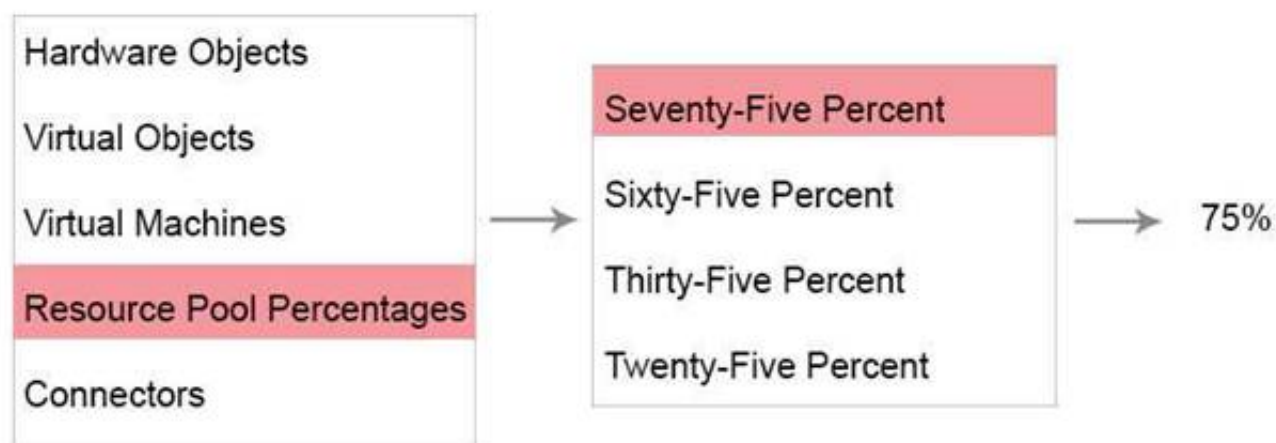 Hardware Objects
Virtual Objects
Virtual Machines
Resource Pool Percentages
Connectors
Seventy-Five Percent
Sixty-Five Percent
Thirty-Five Percent
Twenty-Five Percent
75%